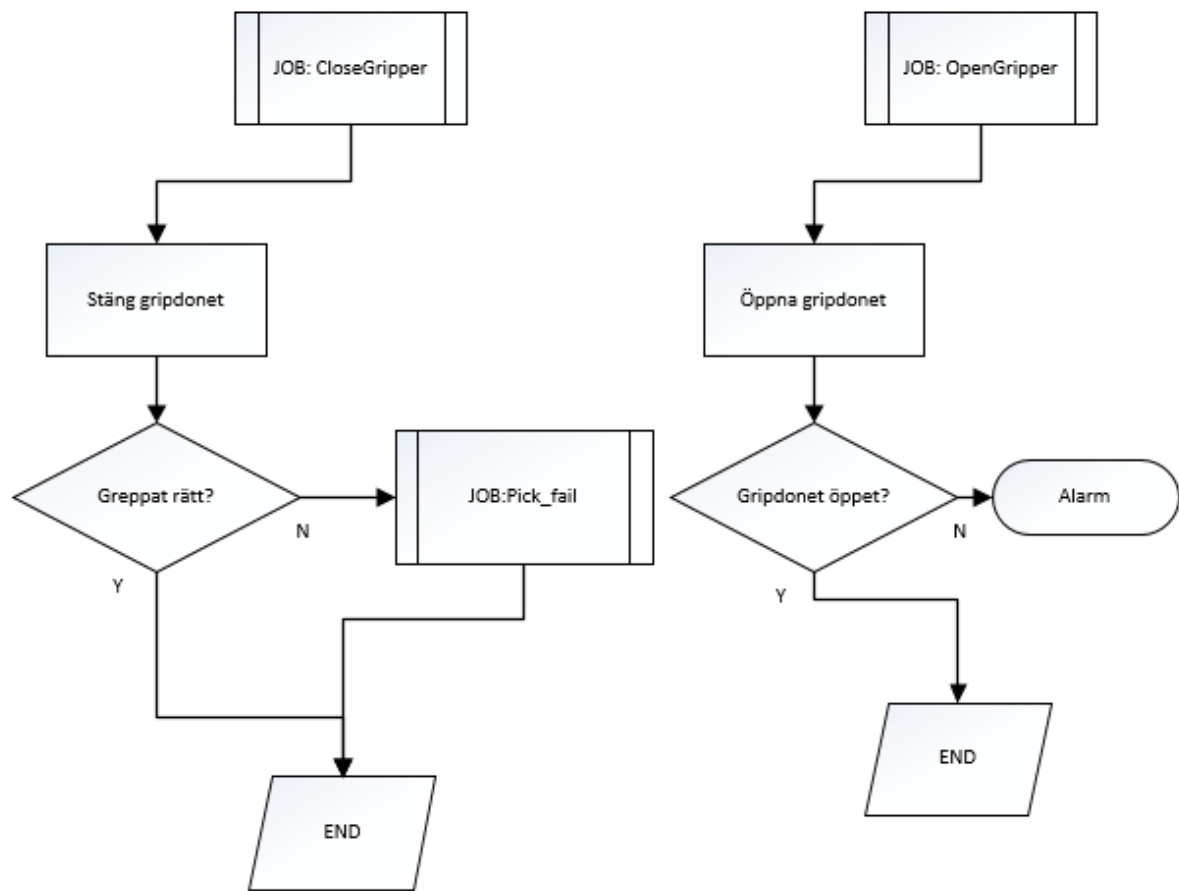 JOB: CloseGripper
Stäng gripdonet
Greppat rätt?
N
Y
JOB:Pick_fail
END
JOB: OpenGripper
Öppna gripdonet
Gripdonet öppet?
N
Y
Alarm
END